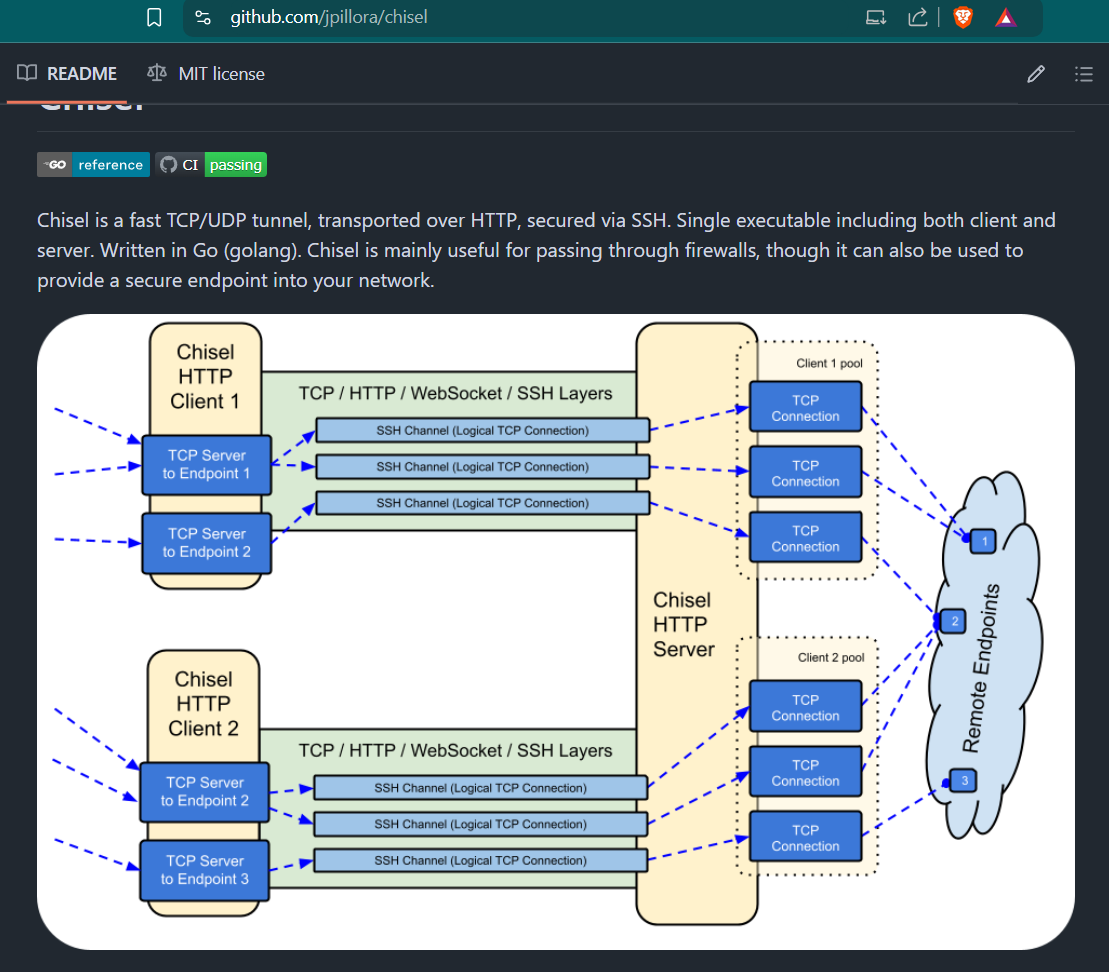 github.com/jpillora/chisel
README
MIT license
Chisel
GO reference
CI passing
Chisel is a fast TCP/UDP tunnel, transported over HTTP, secured via SSH. Single executable including both client and
server. Written in Go (golang). Chisel is mainly useful for passing through firewalls, though it can also be used to
provide a secure endpoint into your network.
Chisel
HTTP
Client 1
TCP / HTTP / WebSocket / SSH Layers
SSH Channel (Logical TCP Connection)
SSH Channel (Logical TCP Connection)
SSH Channel (Logical TCP Connection)
TCP Server
to Endpoint 1
TCP Server
to Endpoint 2
Client 1 pool
TCP
Connection
TCP
Connection
TCP
Connection
Chisel
HTTP
Server
1
2
3
Remote Endpoints
Chisel
HTTP
Client 2
TCP / HTTP / WebSocket / SSH Layers
SSH Channel (Logical TCP Connection)
SSH Channel (Logical TCP Connection)
SSH Channel (Logical TCP Connection)
TCP Server
to Endpoint 2
TCP Server
to Endpoint 3
Client 2 pool
TCP
Connection
TCP
Connection
TCP
Connection